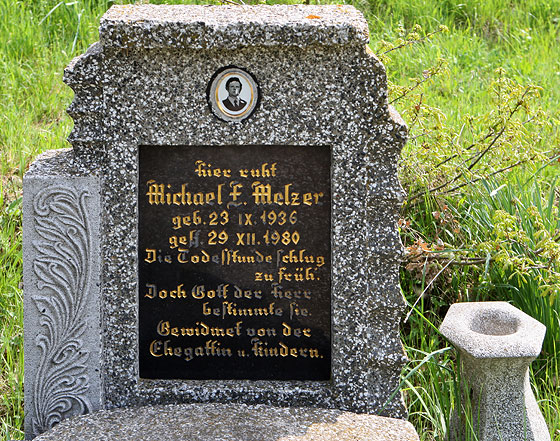 Hier ruht
Michael F. Melzer
geb. 23 IX 1936
gest. 29 XII 1980
Die Todesstunde schlug
zu früh.
Doch Gott der Herr
bestimmte sie.
Gewidmet von der
Ehegattin u. Kindern.